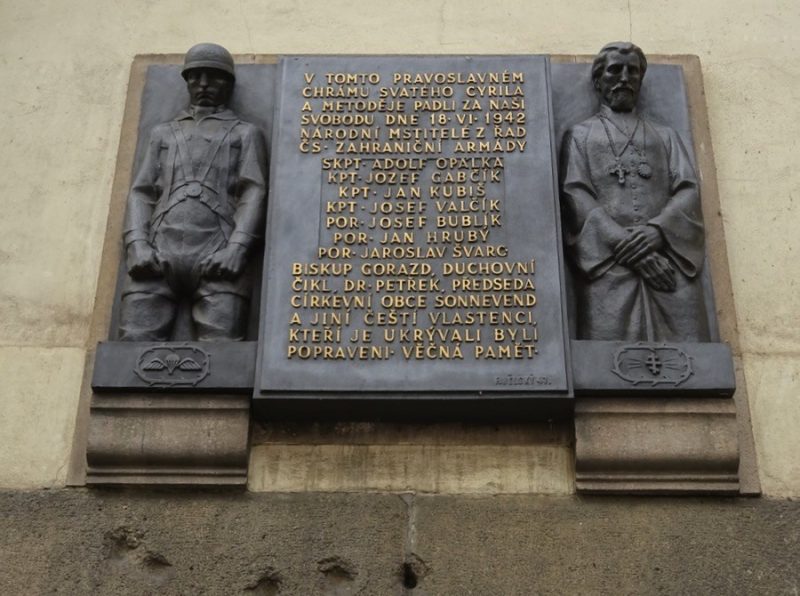 V TOMTO PRAVOSLAVNÉM
CHRÁMU SVATÉHO CYRILA
A METODĚJE PADLI ZA NAŠI
SVOBODU DNE 18·VI·1942
NÁRODNÍ MSTITELÉ Z ŘAD
ČS·ZAHRANIČNÍ ARMÁDY
ŠKPT·ADOLF OPÁLKA
KPT·JOZEF GABČÍK
KPT·JAN KUBIŠ
KPT·JOSEF VALČÍK
POR·JOSEF BUBLÍK
POR·JAN HRUBÝ
POR·JAROSLAV ŠVARC
BISKUP GORAZD, DUCHOVNÍ
ČIKL, DR·PETŘEK, PŘEDSEDA
CÍRKEVNÍ OBCE SONNEVEND
A JINÍ ČEŠTÍ VLASTENCI,
KTEŘÍ JE UKRÝVALI BYLI
POPRAVENI·VĚČNÁ PAMĚT·